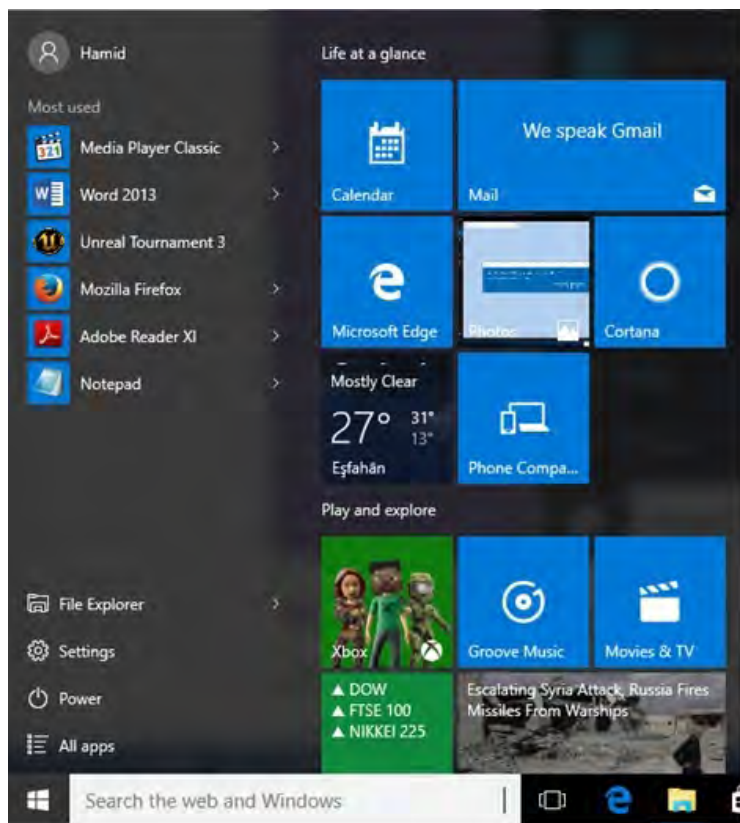 Hamid
Most used
Media Player Classic
Word 2013
Unreal Tournament 3
Mozilla Firefox
Adobe Reader XI
Notepad
File Explorer
Settings
Power
All apps
Life at a glance
Calendar
We speak Gmail
Mail
Microsoft Edge
Photos
Cortana
Mostly Clear
27° 31°
13°
Eşfahān
Phone Compa...
Play and explore
Xbox
Groove Music
Movies & TV
▲ DOW
▲ FTSE 100
▲ NIKKEI 225
Escalating Syria Attack, Russia Fires
Missiles From Warships
Search the web and Windows